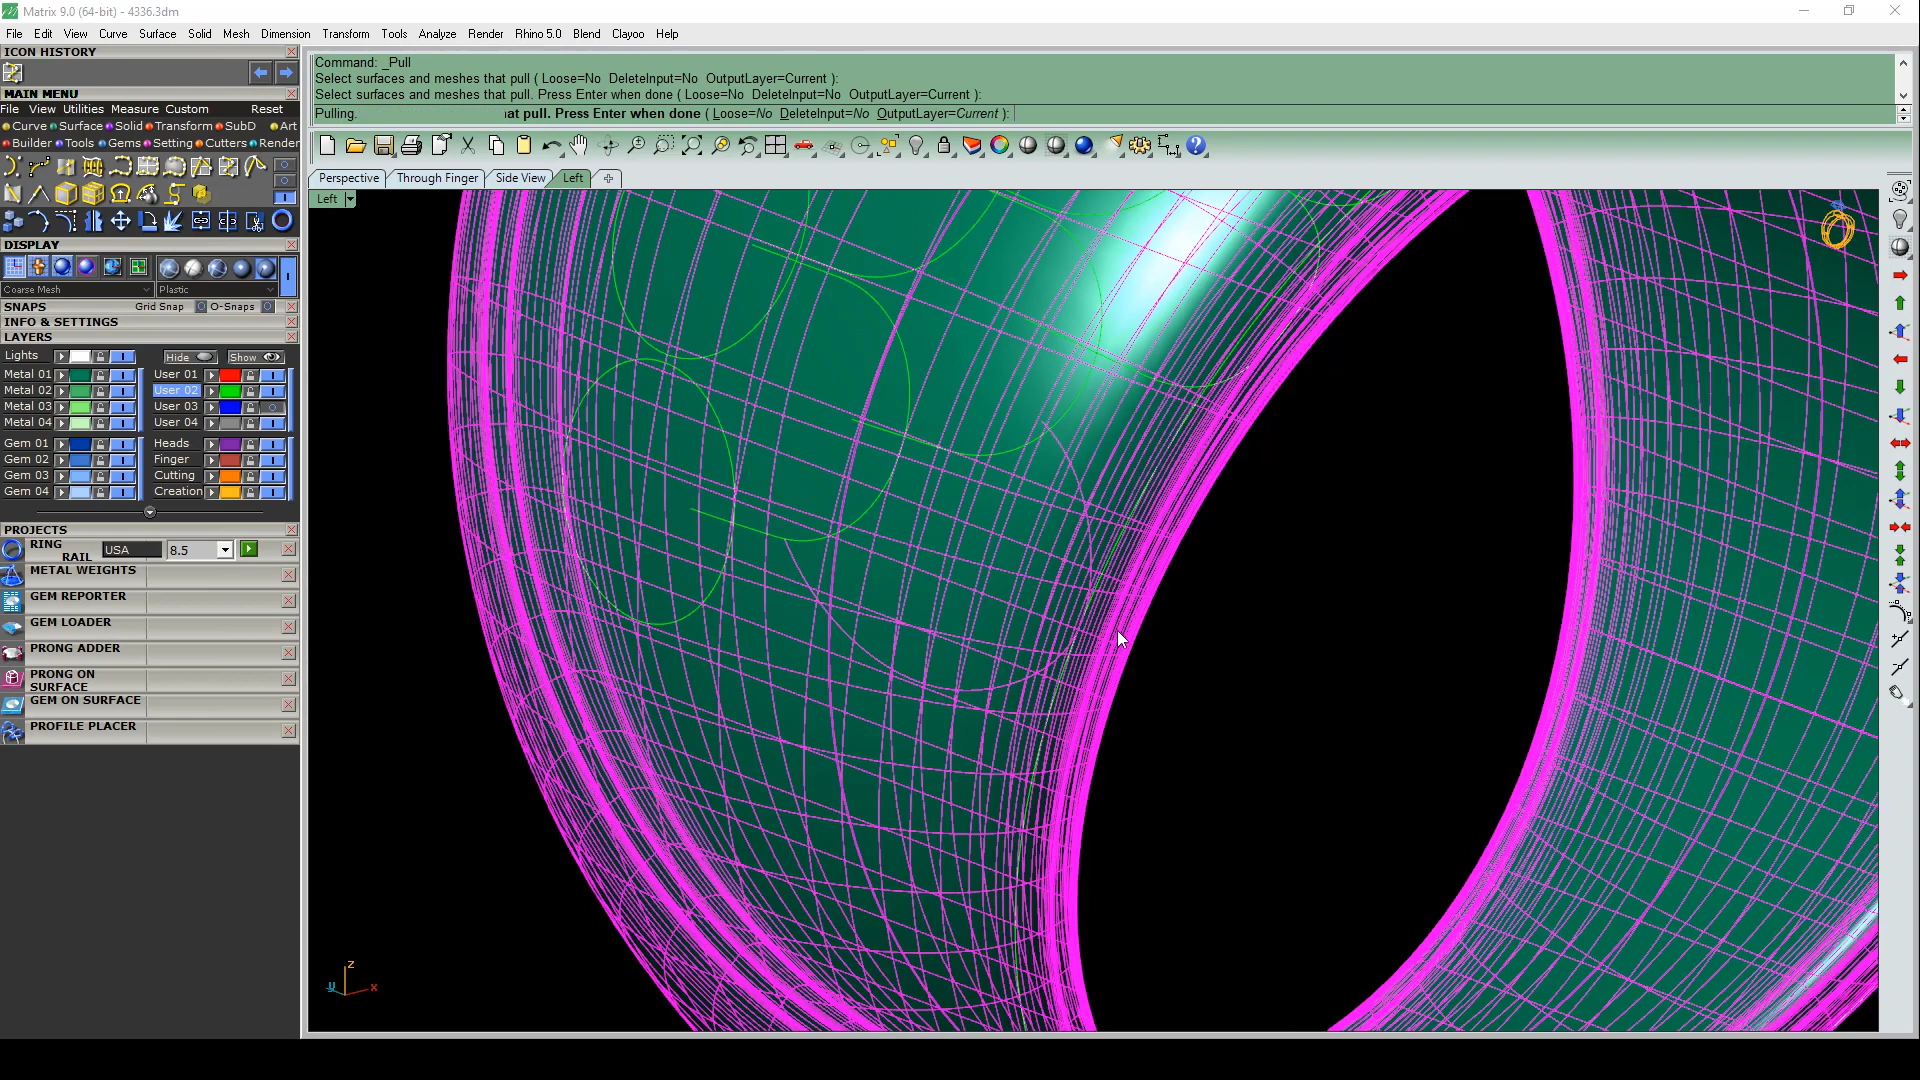 Matrix 9.0 (64-bit) - 4336.3dm
File Edit View Curve Surface Solid Mesh Dimension Transform Tools Analyze Render Rhino 5.0 Blend Clayoo Help
ICON HISTORY
MAIN MENU
File View Utilities Measure Custom Reset
Curve Surface Solid Transform SubD Art
Builder Tools Gems Setting Cutters Render
DISPLAY
Coarse Mesh Plastic
SNAPS Grid Snap O-Snaps
INFO & SETTINGS
LAYERS
Lights Hide Show
Metal 01 User 01
Metal 02 User 02
Metal 03 User 03
Metal 04 User 04
Gem 01 Heads
Gem 02 Finger
Gem 03 Cutting
Gem 04 Creation
PROJECTS
RING RAIL USA 8.5
METAL WEIGHTS
GEM REPORTER
GEM LOADER
PRONG ADDER
PRONG ON SURFACE
GEM ON SURFACE
PROFILE PLACER
Command: _Pull
Select surfaces and meshes that pull ( Loose=No DeleteInput=No OutputLayer=Current ):
Select surfaces and meshes that pull. Press Enter when done ( Loose=No DeleteInput=No OutputLayer=Current ):
Pulling. at pull. Press Enter when done ( Loose=No DeleteInput=No OutputLayer=Current ):
Perspective Through Finger Side View Left
Left
z
y x